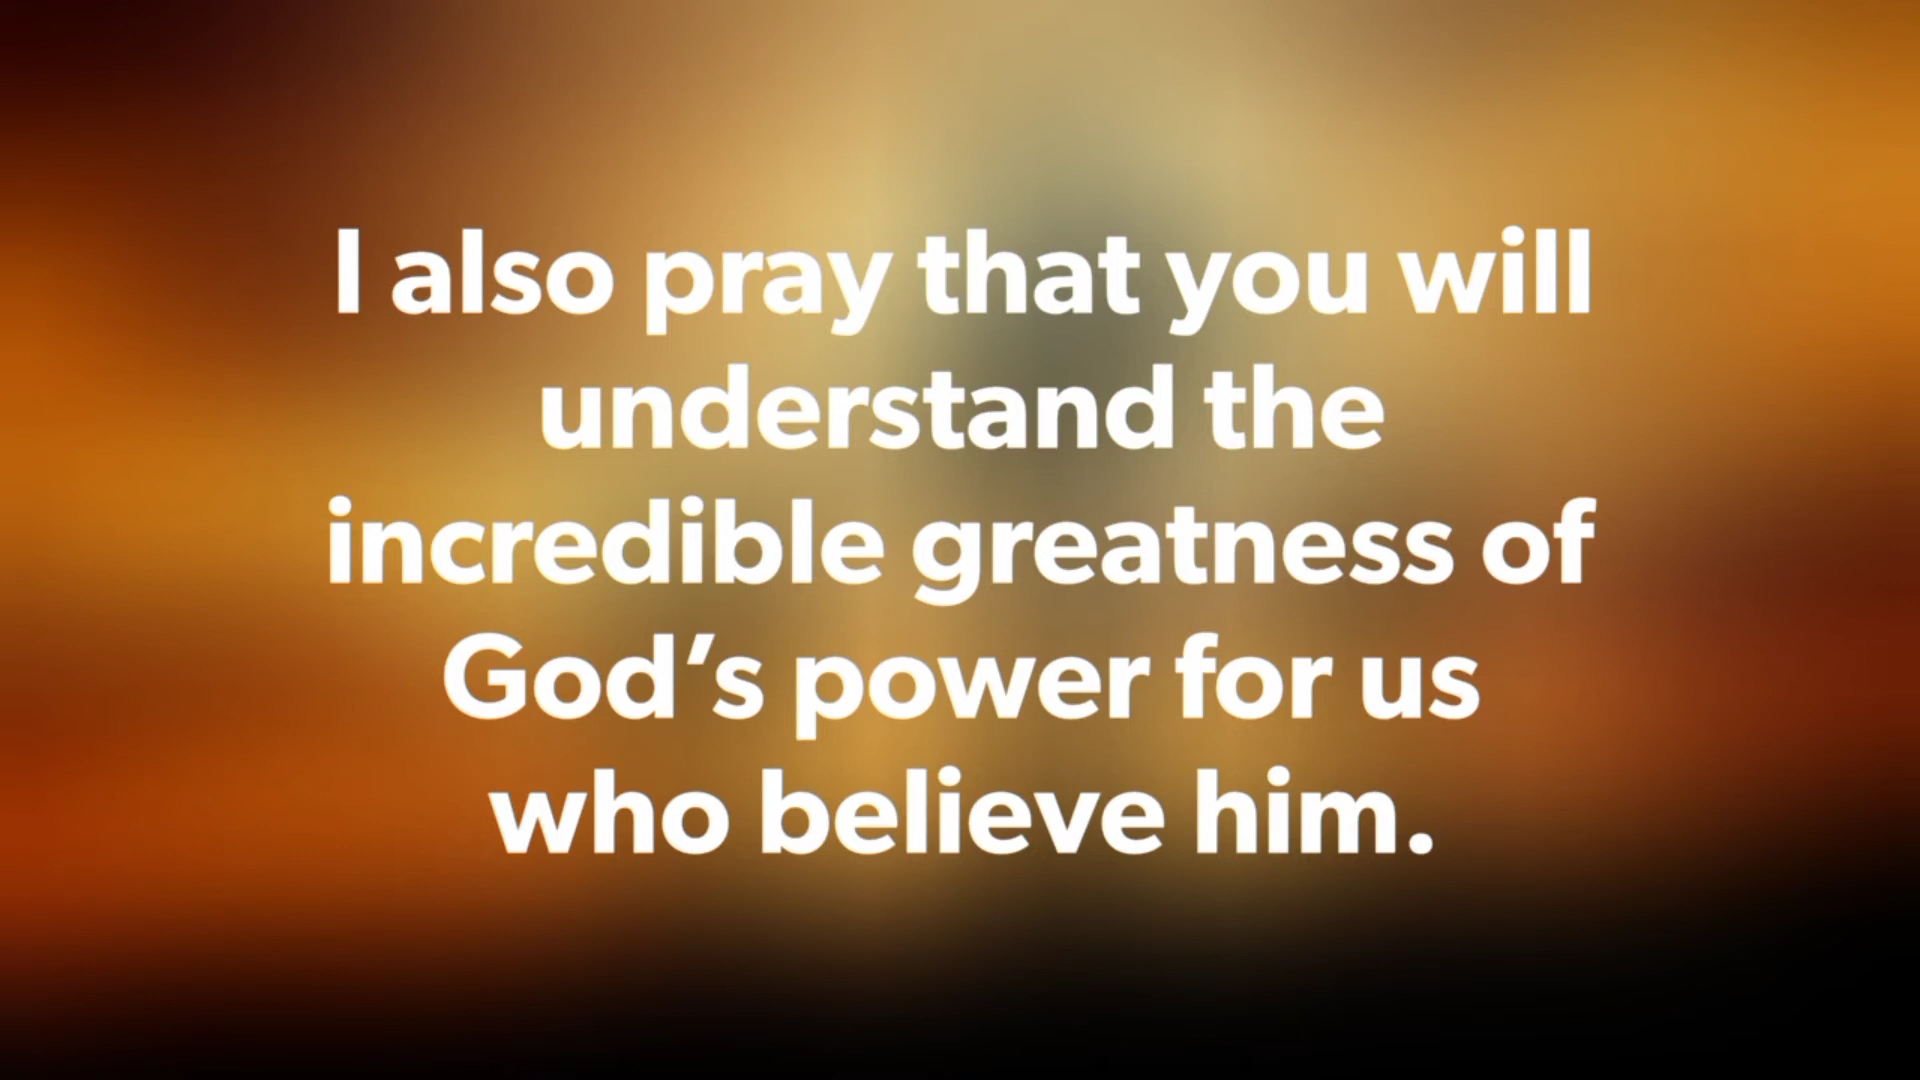 I also pray that you will
understand the
incredible greatness of
God’s power for us
who believe him.